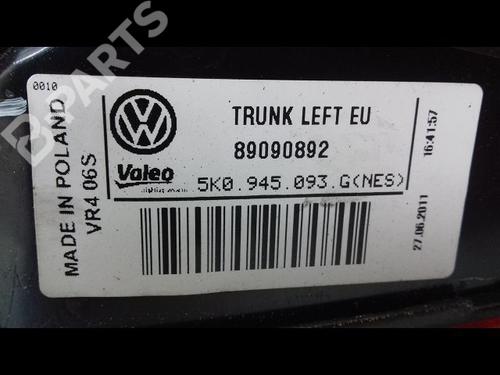 0010
MADE IN POLAND
VR4 06S
TRUNK LEFT EU
89090892
Valeo
5K0.945.093.G(NES)
16:41:57
27.06.2011
B-PARTS